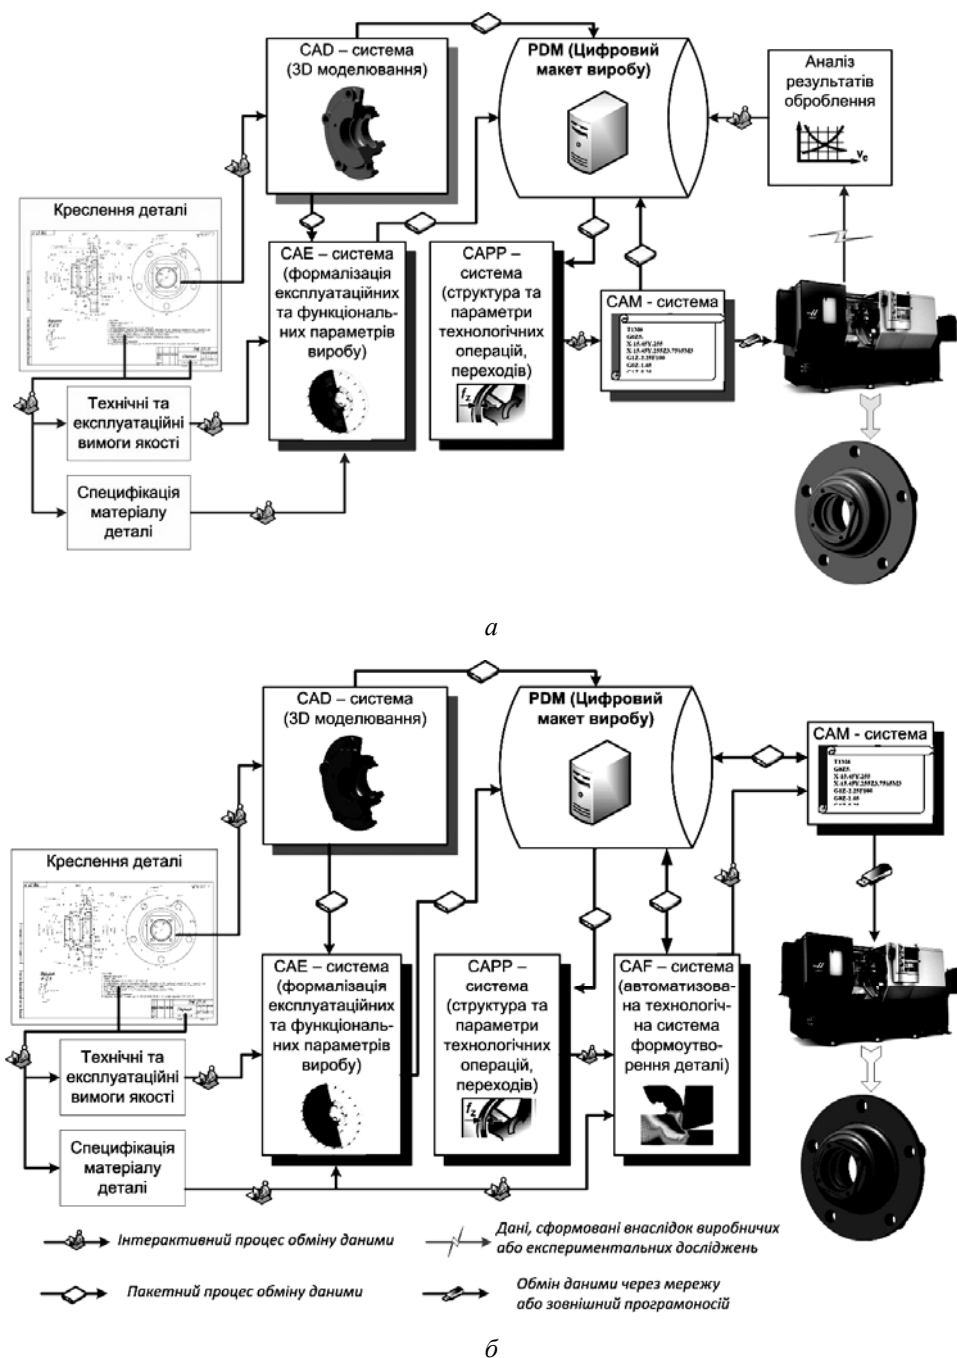 CAD – система
(3D моделювання)
PDM (Цифровий
макет виробу)
Аналіз
результатів
оброблення
Vc
Креслення деталі
CAE – система
(формалізація
експлуатаційних
та функціональ-
них параметрів
виробу)
CAPP –
система
(структура та
параметри
технологічних
операцій,
переходів)
fz
CAM - система
Технічні та
експлуатаційні
вимоги якості
Специфікація
матеріалу
деталі
а
CAD – система
(3D моделювання)
PDM (Цифровий
макет виробу)
CAM - система
Креслення деталі
CAE – система
(формалізація
експлуатаційних
та функціональ-
них параметрів
виробу)
CAPP –
система
(структура та
параметри
технологічних
операцій,
переходів)
fz
CAF – система
(автоматизова-
на технологіч-
на система
формоутво-
рення деталі)
Технічні та
експлуатаційні
вимоги якості
Специфікація
матеріалу
деталі
Інтерактивний процес обміну даними
Дані, сформовані внаслідок виробничих
або експериментальних досліджень
Пакетний процес обміну даними
Обмін даними через мережу
або зовнішний програмоносій
б